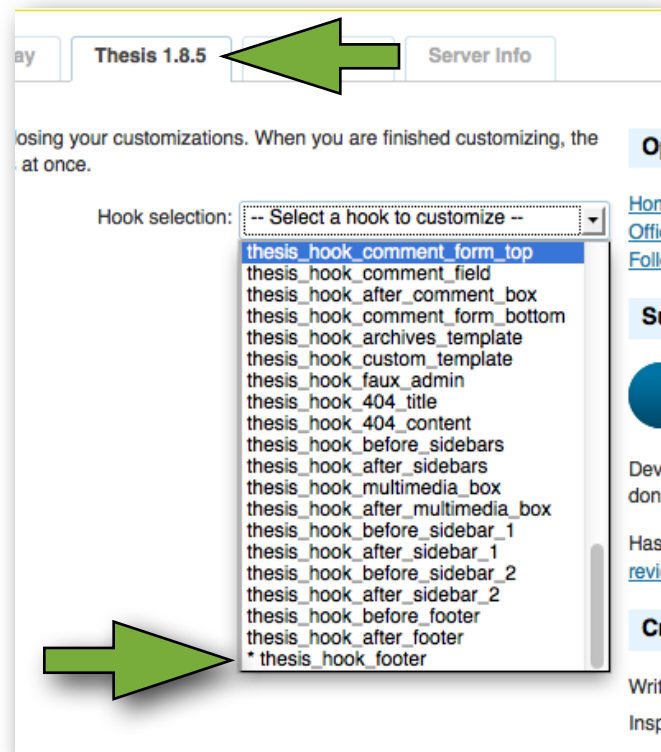 ay
Thesis 1.8.5
Server Info
losing your customizations. When you are finished customizing, the
at once.
Hook selection:
-- Select a hook to customize --
thesis_hook_comment_form_top
thesis_hook_comment_field
thesis_hook_after_comment_box
thesis_hook_comment_form_bottom
thesis_hook_archives_template
thesis_hook_custom_template
thesis_hook_faux_admin
thesis_hook_404_title
thesis_hook_404_content
thesis_hook_before_sidebars
thesis_hook_after_sidebars
thesis_hook_multimedia_box
thesis_hook_after_multimedia_box
thesis_hook_before_sidebar_1
thesis_hook_after_sidebar_1
thesis_hook_before_sidebar_2
thesis_hook_after_sidebar_2
thesis_hook_before_footer
thesis_hook_after_footer
* thesis_hook_footer
Op
Hon
Offi
Foll
Su
Dev
don
Has
revi
Cr
Writ
Insp